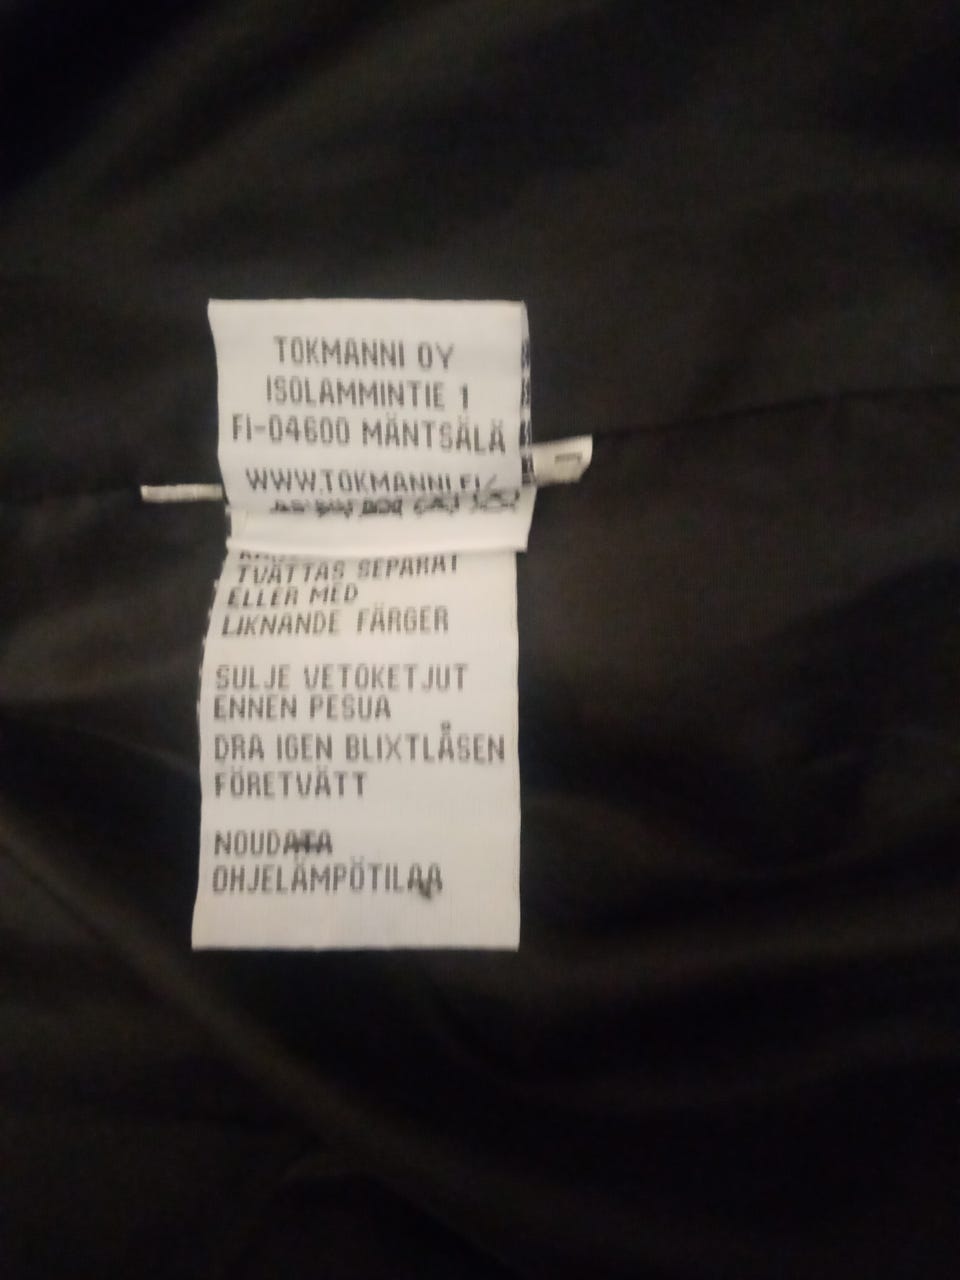 TOKMANNI OY
ISOLAMMINTIE 1
FI-04600 MÄNTSÄLÄ
WWW.TOKMANNI.FI/
TVÄTTAS SEPARAT
ELLER MED
LIKNANDE FÄRGER
SULJE VETOKETJUT
ENNEN PESUA
DRA IGEN BLIXTLÅSEN
FÖRETVÄTT
NOUDATA
OHJELÄMPÖTILAA